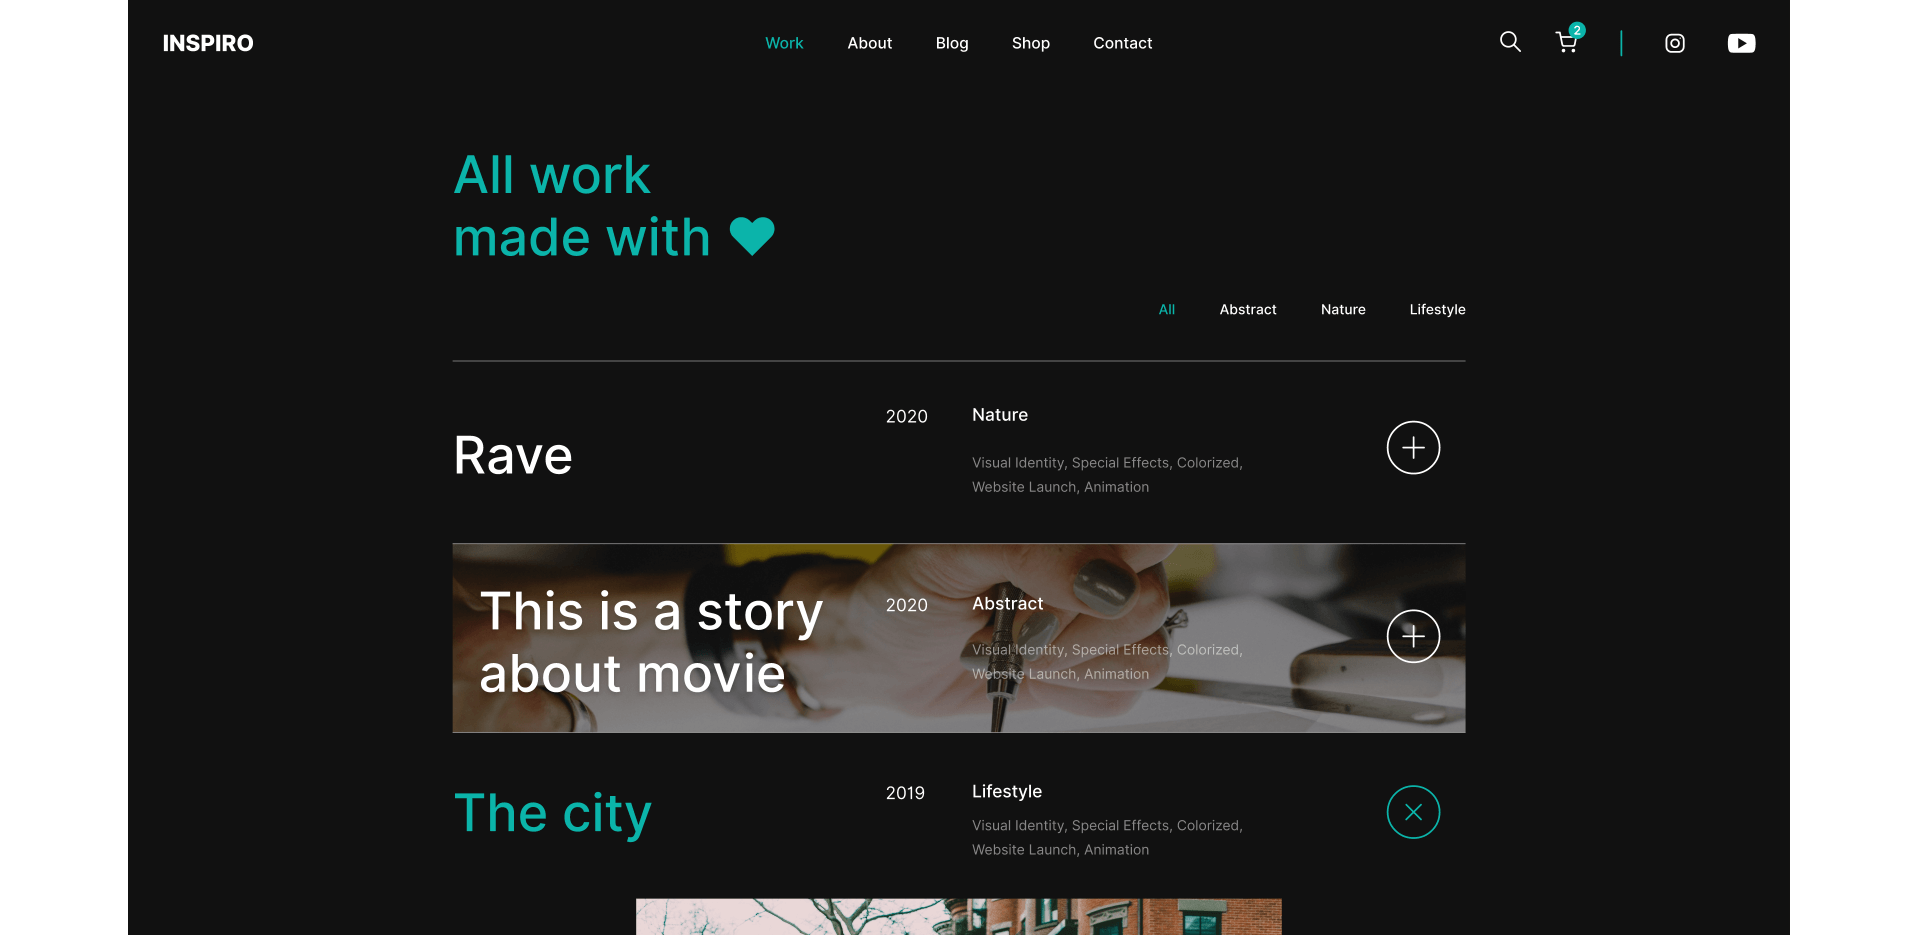 INSPIRO
Work About Blog Shop Contact
2
All work
made with
All Abstract Nature Lifestyle
Rave
2020
Nature
Visual Identity, Special Effects, Colorized,
Website Launch, Animation
This is a story
about movie
2020
Abstract
Visual Identity, Special Effects, Colorized,
Website Launch, Animation
The city
2019
Lifestyle
Visual Identity, Special Effects, Colorized,
Website Launch, Animation